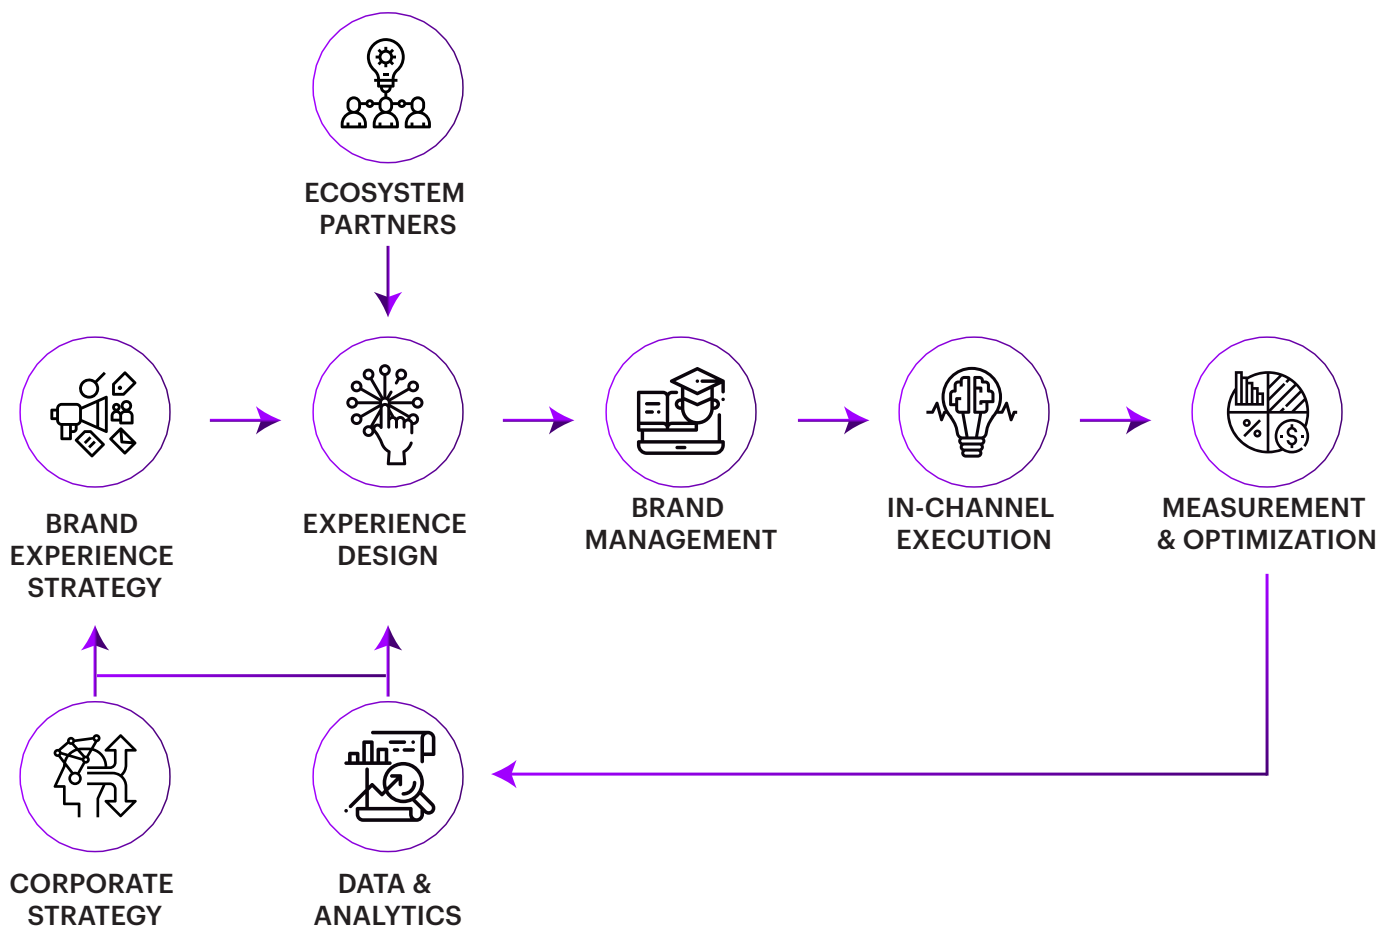 ECOSYSTEM
PARTNERS
BRAND
EXPERIENCE
STRATEGY
EXPERIENCE
DESIGN
BRAND
MANAGEMENT
IN-CHANNEL
EXECUTION
MEASUREMENT
& OPTIMIZATION
CORPORATE
STRATEGY
DATA &
ANALYTICS